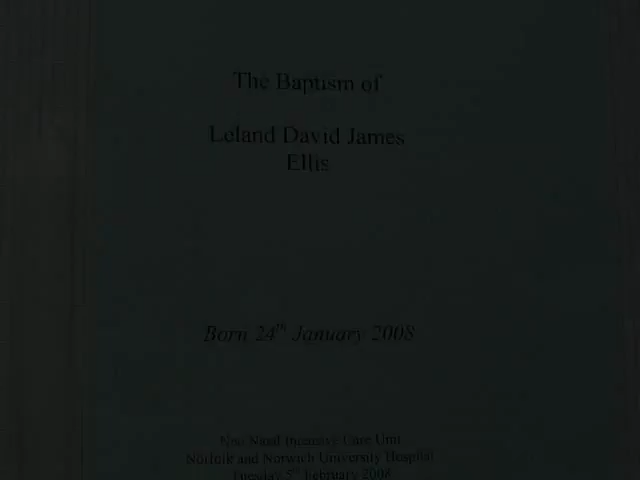 The Baptism of
Leland David James
Ellis
Born 24th January 2008
Neo Natal Intensive Care Unit
Norfolk and Norwich University Hospital
Tuesday 5th February 2008